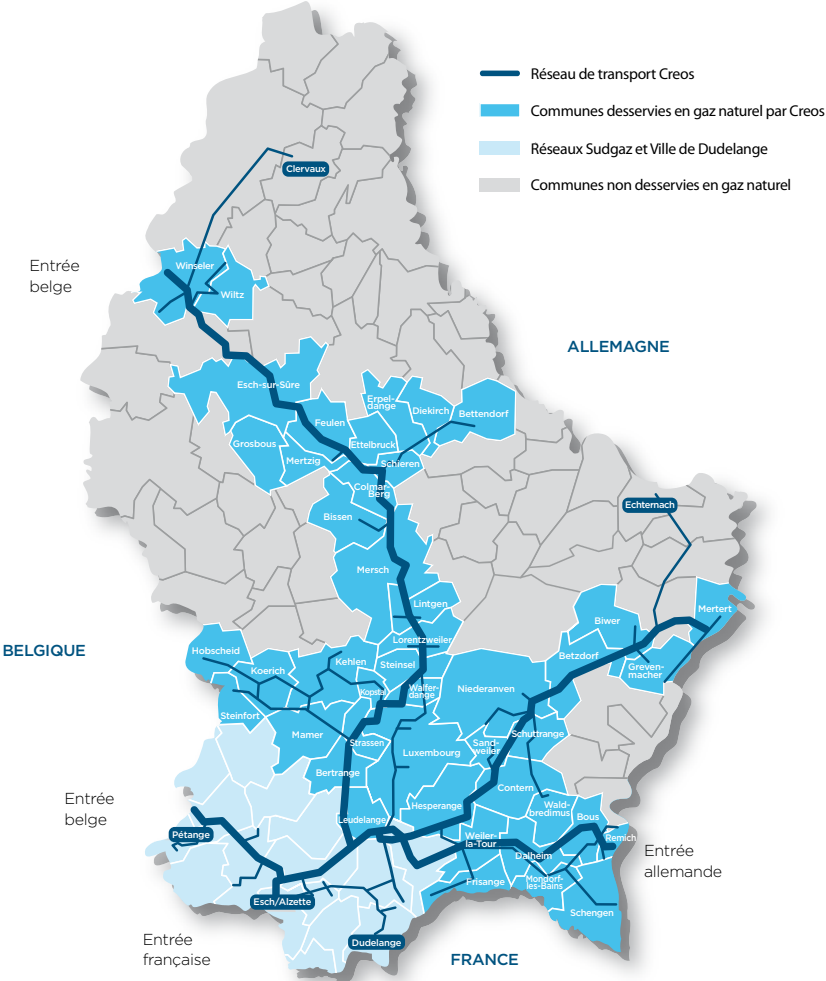 Réseau de transport Creos
Communes desservies en gaz naturel par Creos
Réseaux Sudgaz et Ville de Dudelange
Communes non desservies en gaz naturel
Clervaux
Entrée
belge
Winseler
Wiltz
ALLEMAGNE
Esch-sur-Sûre
Erpel-
dange
Diekirch
Bettendorf
Feulen
Grosbous
Ettelbruck
Mertzig
Schieren
Colmar-
Berg
Bissen
Echternach
Mersch
Lintgen
Mertert
Biwer
BELGIQUE
Hobscheid
Lorentzweiler
Kehlen
Steinsel
Betzdorf
Koerich
Greven-
macher
Kopstal
Walfer-
dange
Niederanven
Steinfort
Mamer
Strassen
Schuttrange
Luxembourg
Sand-
weiler
Bertrange
Contern
Entrée
belge
Hesperange
Wald-
bredimus
Bous
Leudelange
Pétange
Weiler-
la-Tour
Remich
Dalheim
Entrée
allemande
Frisange
Mondorf-
les-Bains
Esch/Alzette
Schengen
Entrée
française
Dudelange
FRANCE